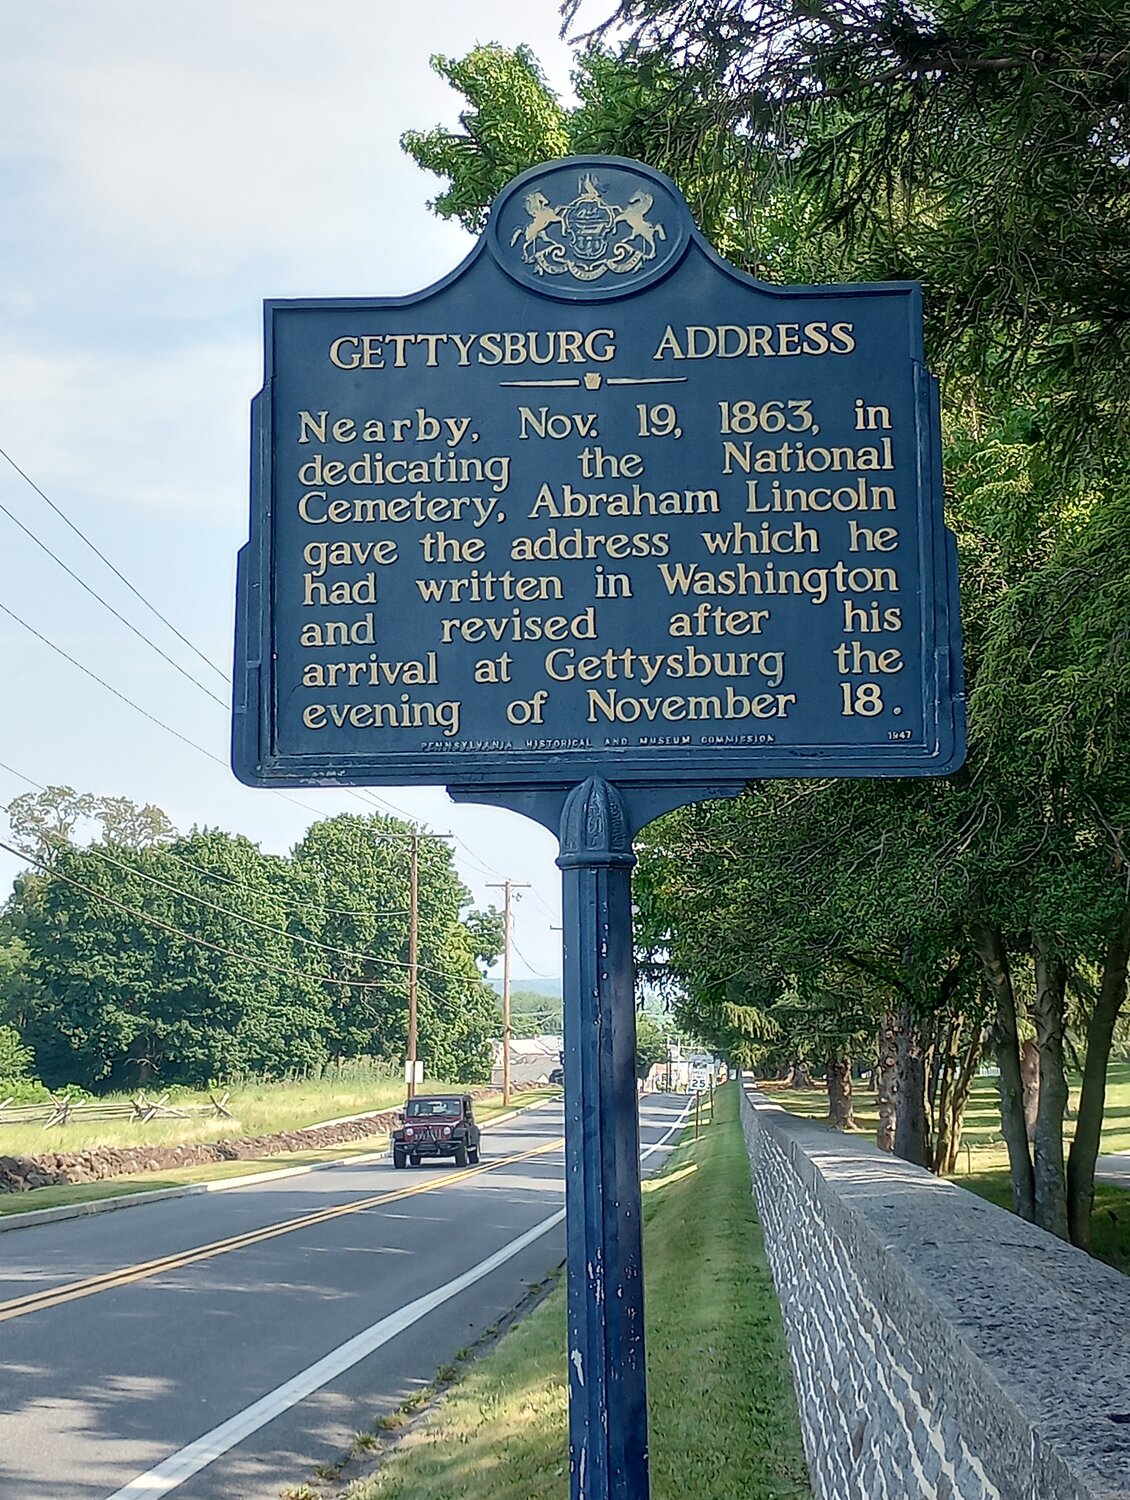 GETTYSBURG ADDRESS
Nearby, Nov. 19, 1863, in
dedicating the National
Cemetery, Abraham Lincoln
gave the address which he
had written in Washington
and revised after his
arrival at Gettysburg the
evening of November 18.
PENNSYLVANIA HISTORICAL AND MUSEUM COMMISSION 1947
25